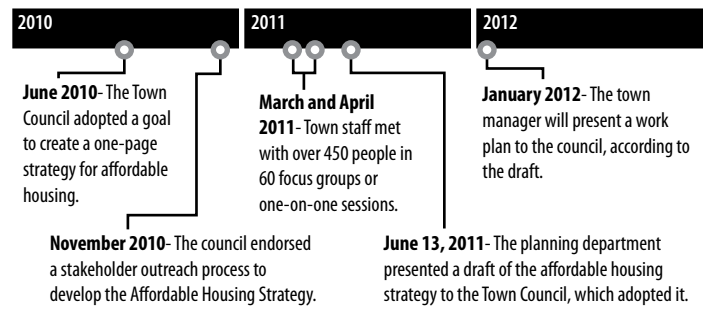 2010
2011
2012
June 2010- The Town
Council adopted a goal
to create a one-page
strategy for affordable
housing.
November 2010- The council endorsed
a stakeholder outreach process to
develop the Affordable Housing Strategy.
March and April
2011- Town staff met
with over 450 people in
60 focus groups or
one-on-one sessions.
June 13, 2011- The planning department
presented a draft of the affordable housing
strategy to the Town Council, which adopted it.
January 2012- The town
manager will present a work
plan to the council, according to
the draft.